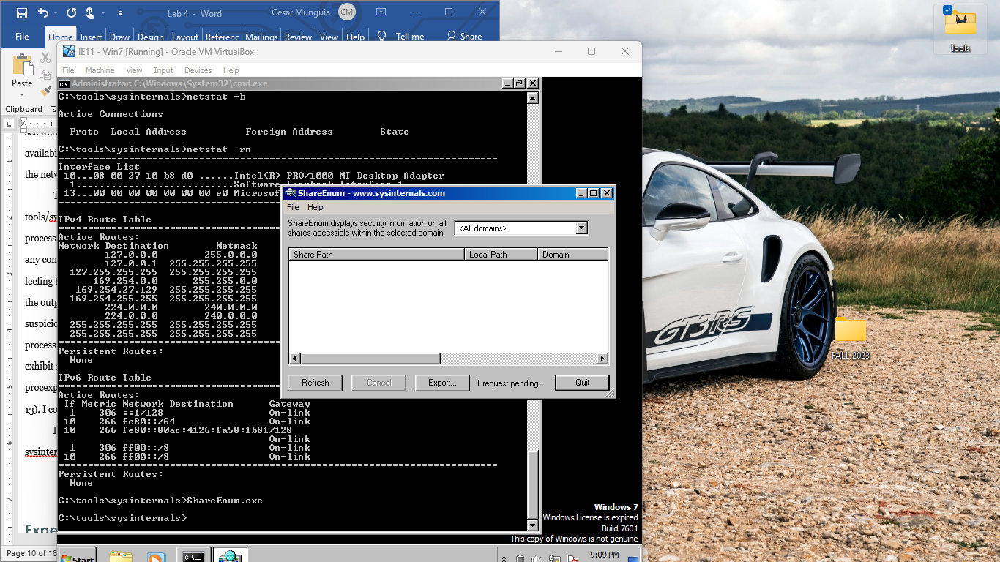 Lab 4 - Word
Cesar Munguia
CM
File Home Insert Draw Design Layout Referenc Mailings Review View Help Tell me Share
Paste
Clipboard
availabi
the netw
T
tools/sy
process
any con
feeling t
the outp
suspicio
process
exhibit
procexp
13). I co
I
sysinter
Expe
Page 10 of 18
IE11 - Win7 [Running] - Oracle VM VirtualBox
File Machine View Input Devices Help
Administrator: C:\Windows\System32\cmd.exe
C:\tools\sysinternals>netstat -b
Active Connections
Proto Local Address Foreign Address State
C:\tools\sysinternals>netstat -rn
===========================================================================
Interface List
10...08 00 27 10 b8 d0 ......Intel(R) PRO/1000 MT Desktop Adapter
1...........................Software Loopback Interface 1
13...00 00 00 00 00 00 00 e0 Microsof
IPv4 Route Table
Active Routes:
Network Destination Netmask
127.0.0.0 255.0.0.0
127.0.0.1 255.255.255.255
127.255.255.255 255.255.255.255
169.254.0.0 255.255.0.0
169.254.27.129 255.255.255.255
169.254.255.255 255.255.255.255
224.0.0.0 240.0.0.0
224.0.0.0 240.0.0.0
255.255.255.255 255.255.255.255
255.255.255.255 255.255.255.255
Persistent Routes:
None
IPv6 Route Table
Active Routes:
If Metric Network Destination Gateway
1 306 ::1/128 On-link
10 266 fe80::/64 On-link
10 266 fe80::80ac:4126:fa58:1b81/128
On-link
1 306 ff00::/8 On-link
10 266 ff00::/8 On-link
===========================================================================
Persistent Routes:
None
C:\tools\sysinternals>ShareEnum.exe
C:\tools\sysinternals>
ShareEnum - www.sysinternals.com
File Help
ShareEnum displays security information on all
shares accessible within the selected domain.
<All domains>
Share Path Local Path Domain
Refresh Cancel Export... 1 request pending... Quit
Windows 7
Windows License is expired
Build 7601
This copy of Windows is not genuine
Start
9:09 PM
Tools
GT3RS
FALL 2023